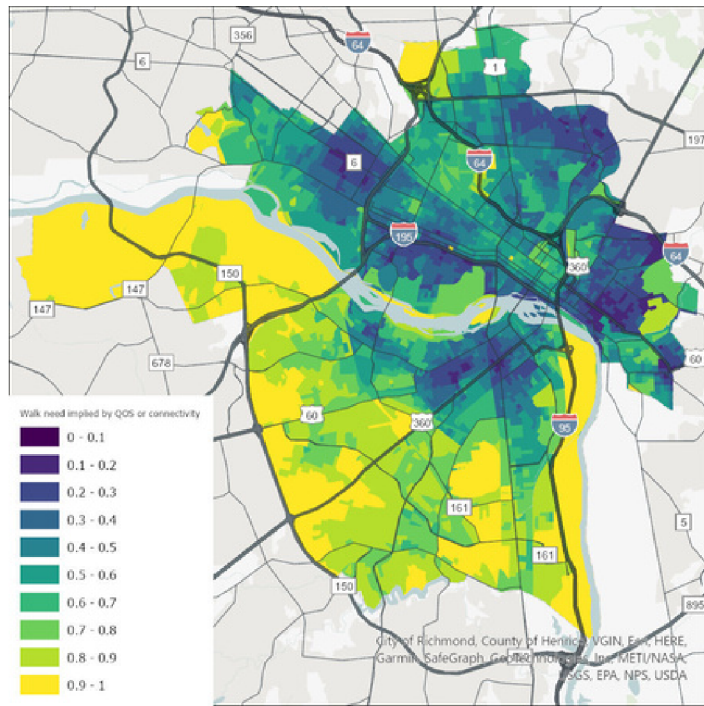 356
64
6
1
197
6
64
195
64
360
150
147
147
60
678
Walk need implied by QOS or connectivity
60
360
95
0 - 0.1
0.1 - 0.2
0.2 - 0.3
0.3 - 0.4
161
0.4 - 0.5
5
0.5 - 0.6
161
0.6 - 0.7
150
0.7 - 0.8
895
0.8 - 0.9
City of Richmond, County of Henrico, VGIN, Esri, HERE,
0.9 - 1
Garmin, SafeGraph, GeoTechnologies, Inc, METI/NASA,
USGS, EPA, NPS, USDA